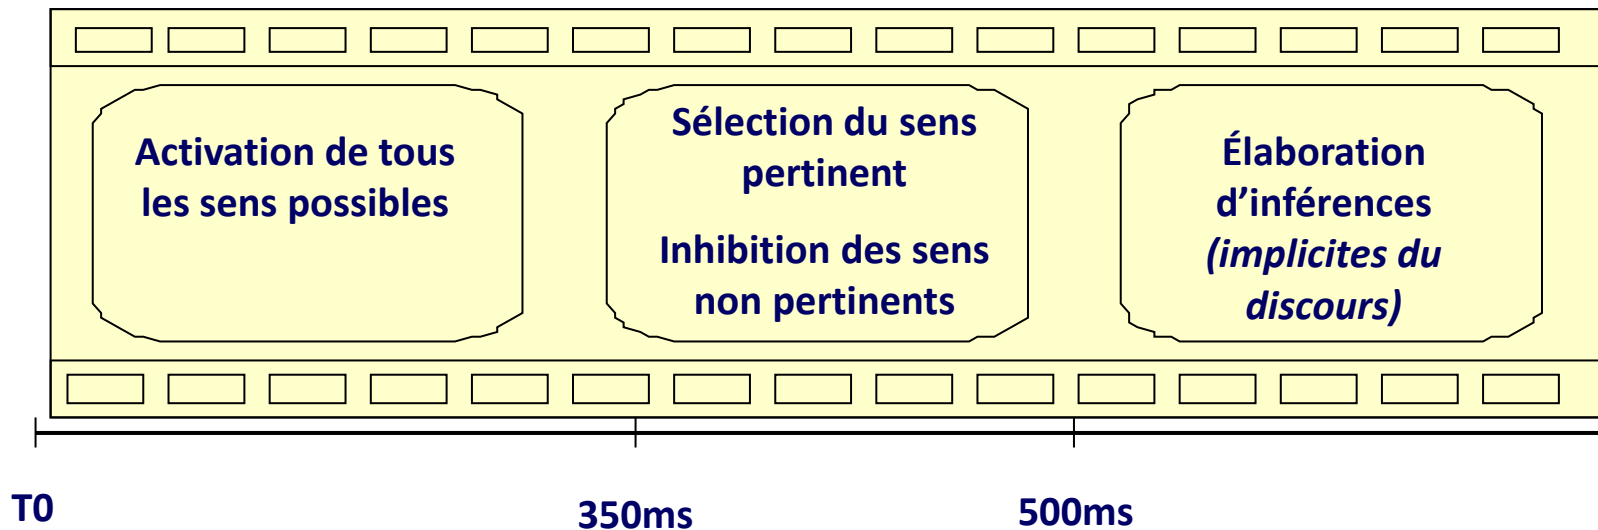 Activation de tous
les sens possibles
Sélection du sens
pertinent
Inhibition des sens
non pertinents
Élaboration
d’inférences
(implicites du
discours)
T0
350ms
500ms